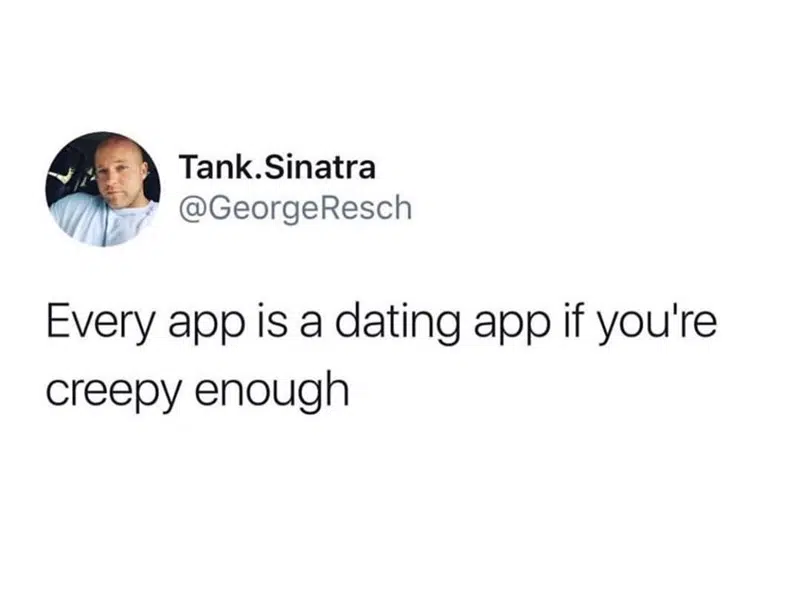 Tank.Sinatra
@GeorgeResch
Every app is a dating app if you're
creepy enough